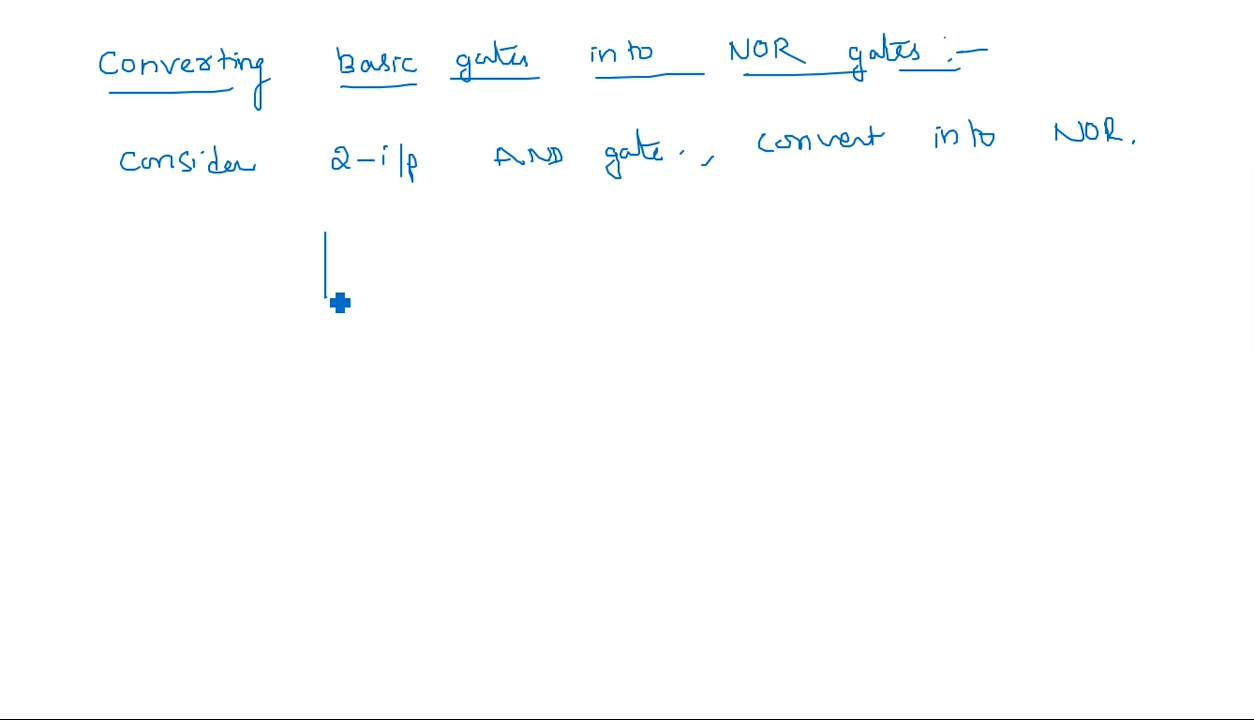 Converting basic gates into NOR gates :-
Consider 2-i/p AND gate., convert into NOR.